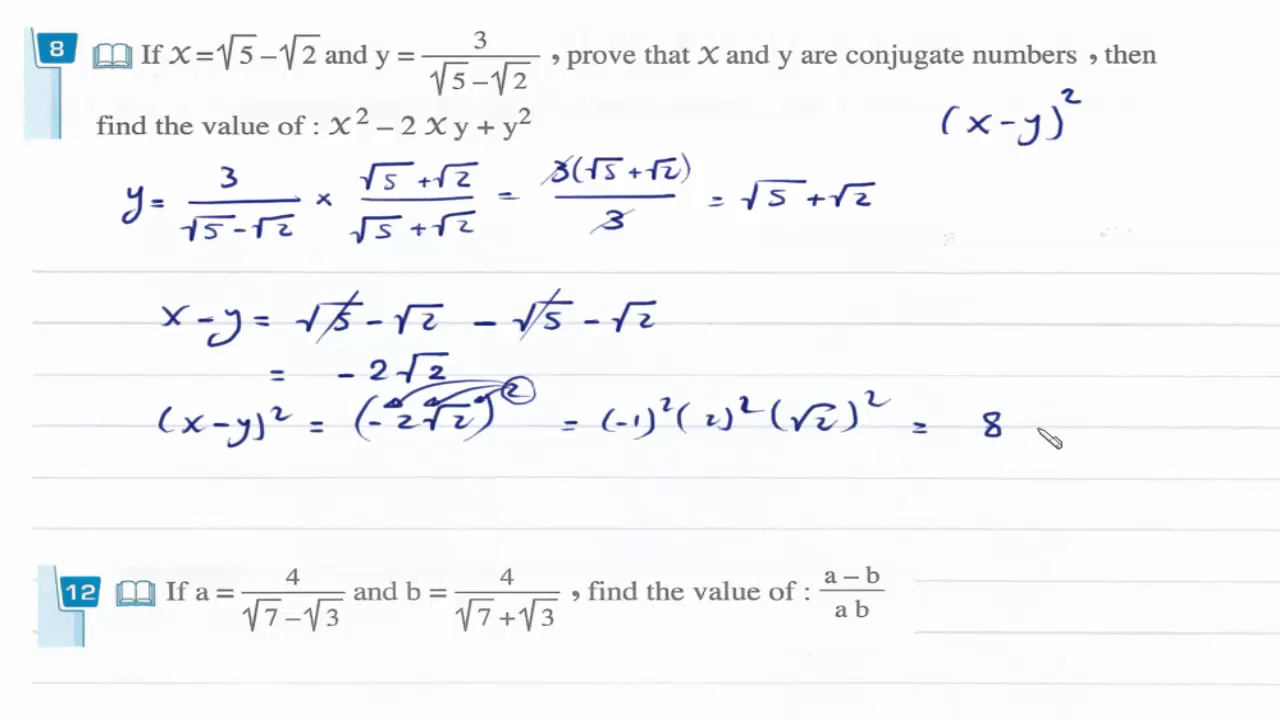 8 If x = √5 – √2 and y = 3/(√5 – √2) , prove that x and y are conjugate numbers , then
find the value of : x² – 2 x y + y²
(x – y)²
y = 3/(√5 – √2) × (√5 + √2)/(√5 + √2) = 3(√5 + √2)/3 = √5 + √2
x – y = √5 – √2 – √5 – √2
= – 2√2
(x – y)² = (– 2√2)² = (–1)² (2)² (√2)² = 8
12 If a = 4/(√7 – √3) and b = 4/(√7 + √3) , find the value of : (a – b)/(a b)